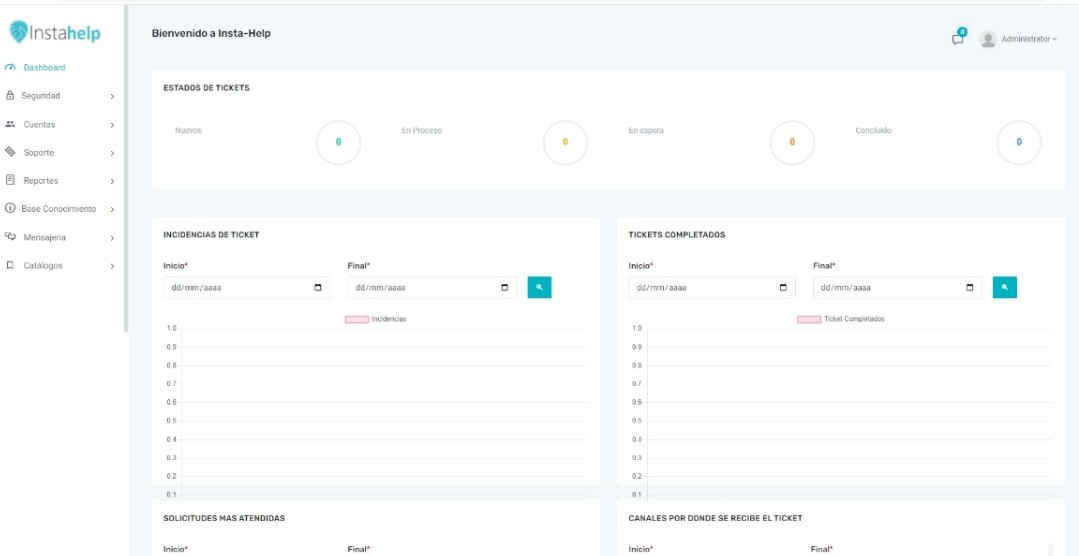 Instahelp
Bienvenido a Insta-Help
0
Administrator
Dashboard
Seguridad
Cuentas
Soporte
Reportes
Base Conocimiento
Mensajeria
Catálogos
ESTADOS DE TICKETS
Nuevos
0
En Proceso
0
En espera
0
Concluido
0
INCIDENCIAS DE TICKET
Inicio*
Final*
dd/mm/aaaa
dd/mm/aaaa
Incidencias
1.0
0.9
0.8
0.7
0.6
0.5
0.4
0.3
0.2
0.1
TICKETS COMPLETADOS
Inicio*
Final*
dd/mm/aaaa
dd/mm/aaaa
Ticket Completados
1.0
0.9
0.8
0.7
0.6
0.5
0.4
0.3
0.2
0.1
SOLICITUDES MAS ATENDIDAS
Inicio*
Final*
CANALES POR DONDE SE RECIBE EL TICKET
Inicio*
Final*